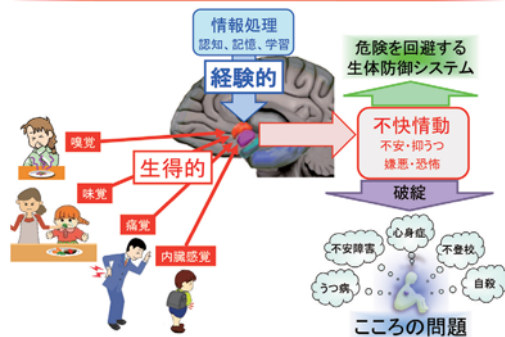 情報処理
認知、記憶、学習
経験的
危険を回避する
生体防御システム
嗅覚
生得的
味覚
痛覚
内臓感覚
不快情動
不安・抑うつ
嫌悪・恐怖
破綻
心身症
不安障害
不登校
うつ病
自殺
こころの問題